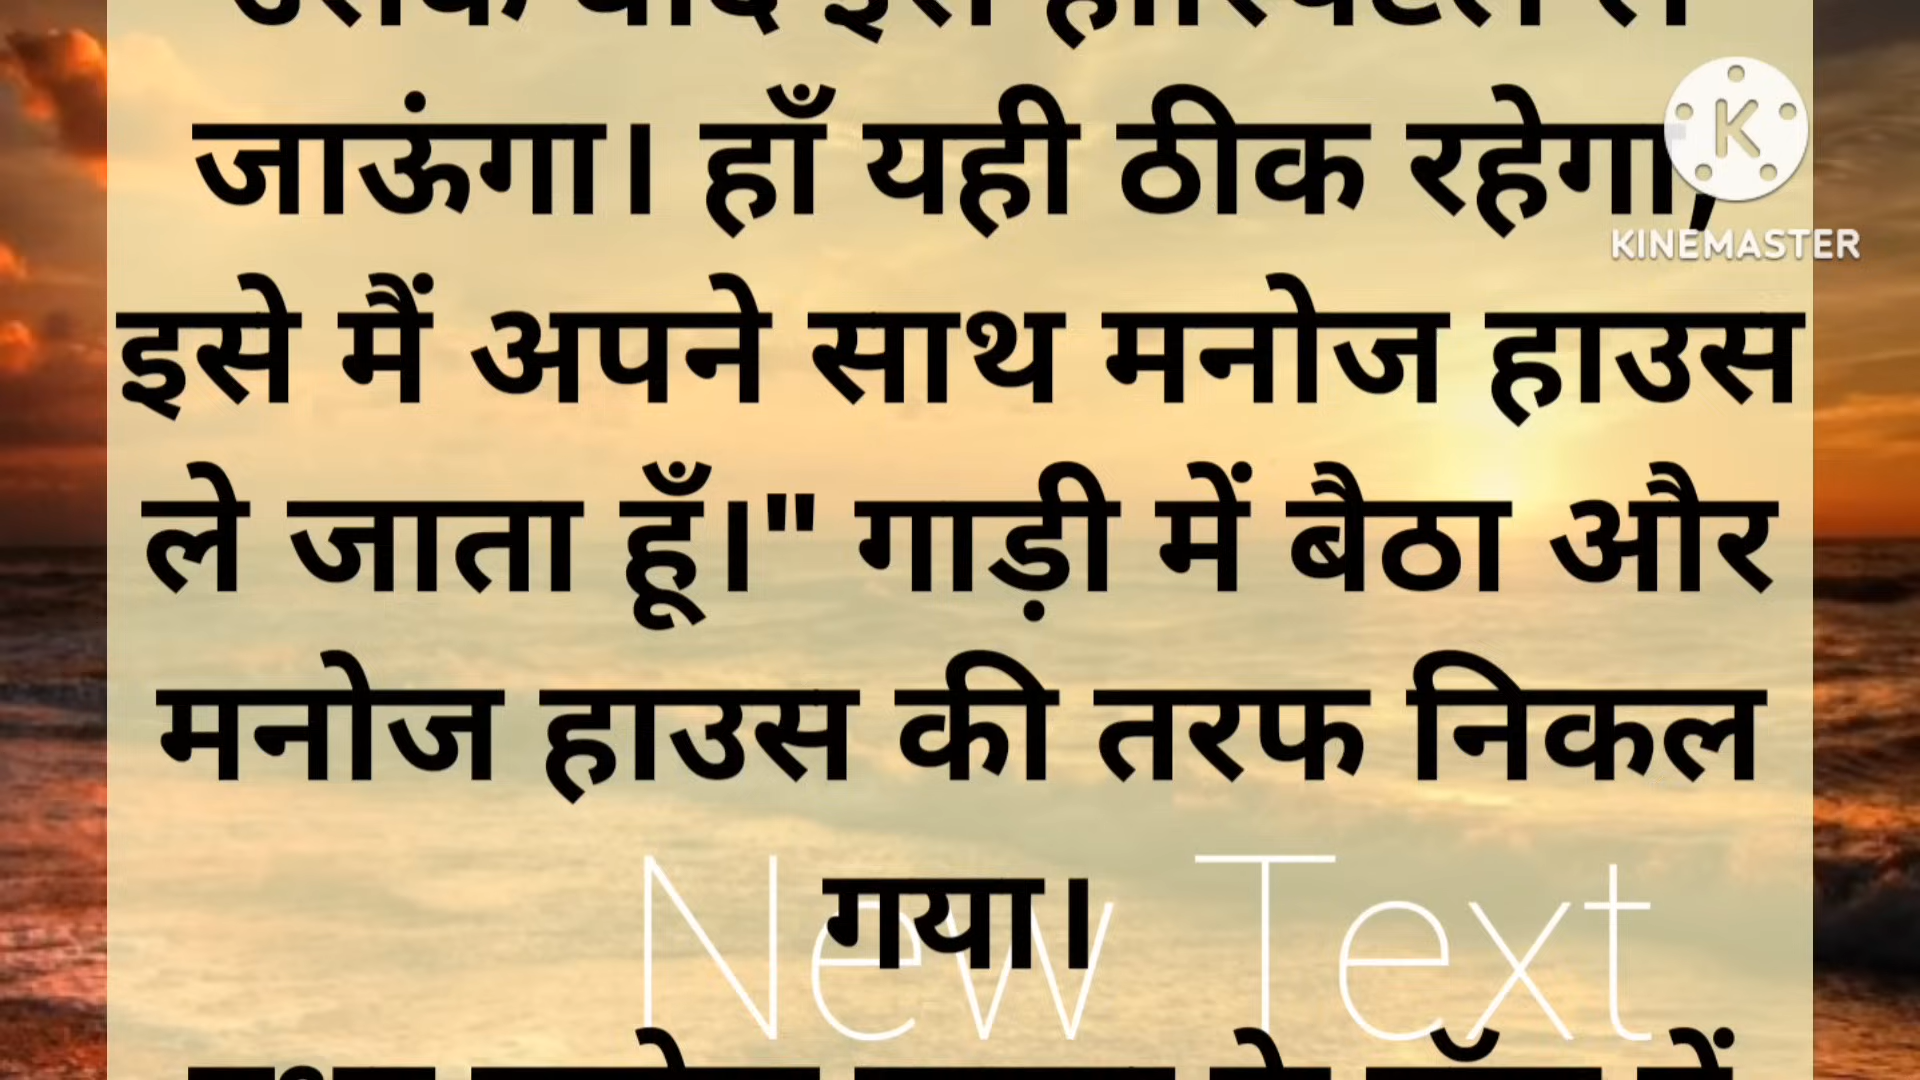 जाऊंगा। हाँ यही ठीक रहेगा,
KINEMASTER
इसे मैं अपने साथ मनोज हाउस
ले जाता हूँ।" गाड़ी में बैठा और
मनोज हाउस की तरफ निकल
गया।
New Text